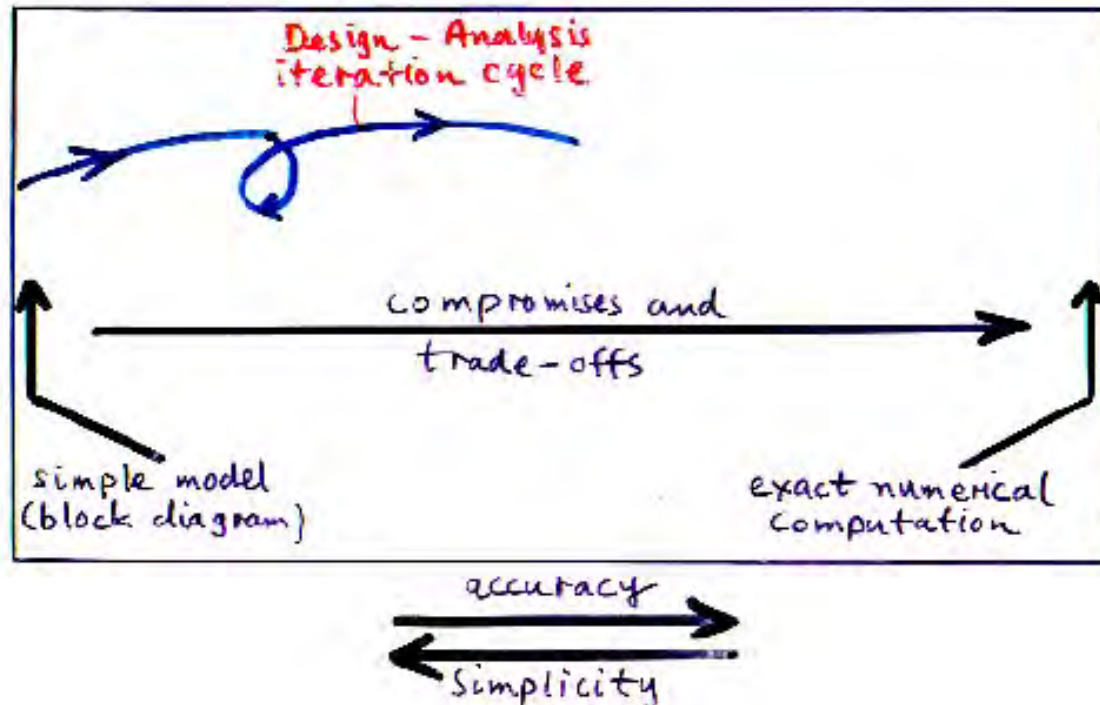 Design - Analysis
iteration cycle
compromises and
trade-offs
simple model
(block diagram)
exact numerical
computation
accuracy
Simplicity